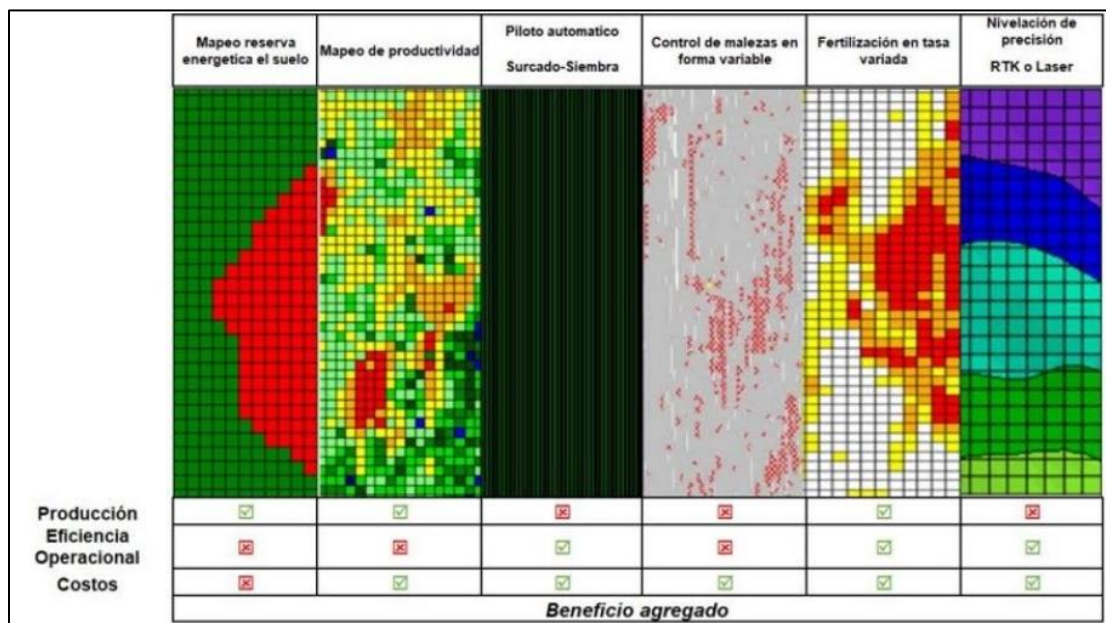 Mapeo reserva
energetica el suelo
Mapeo de productividad
Piloto automatico
Surcado-Siembra
Control de malezas en
forma variable
Fertilización en tasa
variada
Nivelación de
precisión
RTK o Laser
Producción
Eficiencia
Operacional
Costos
Beneficio agregado